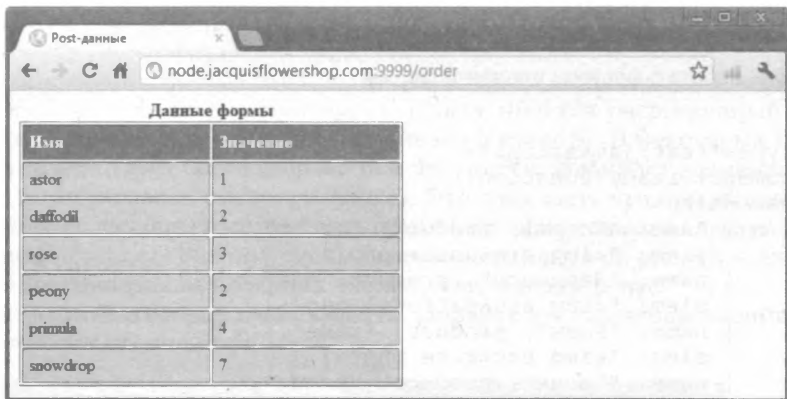 Post-данные
node.jacquisflowershop.com:9999/order
Данные формы
Имя Значение
astor 1
daffodil 2
rose 3
peony 2
primula 4
snowdrop 7